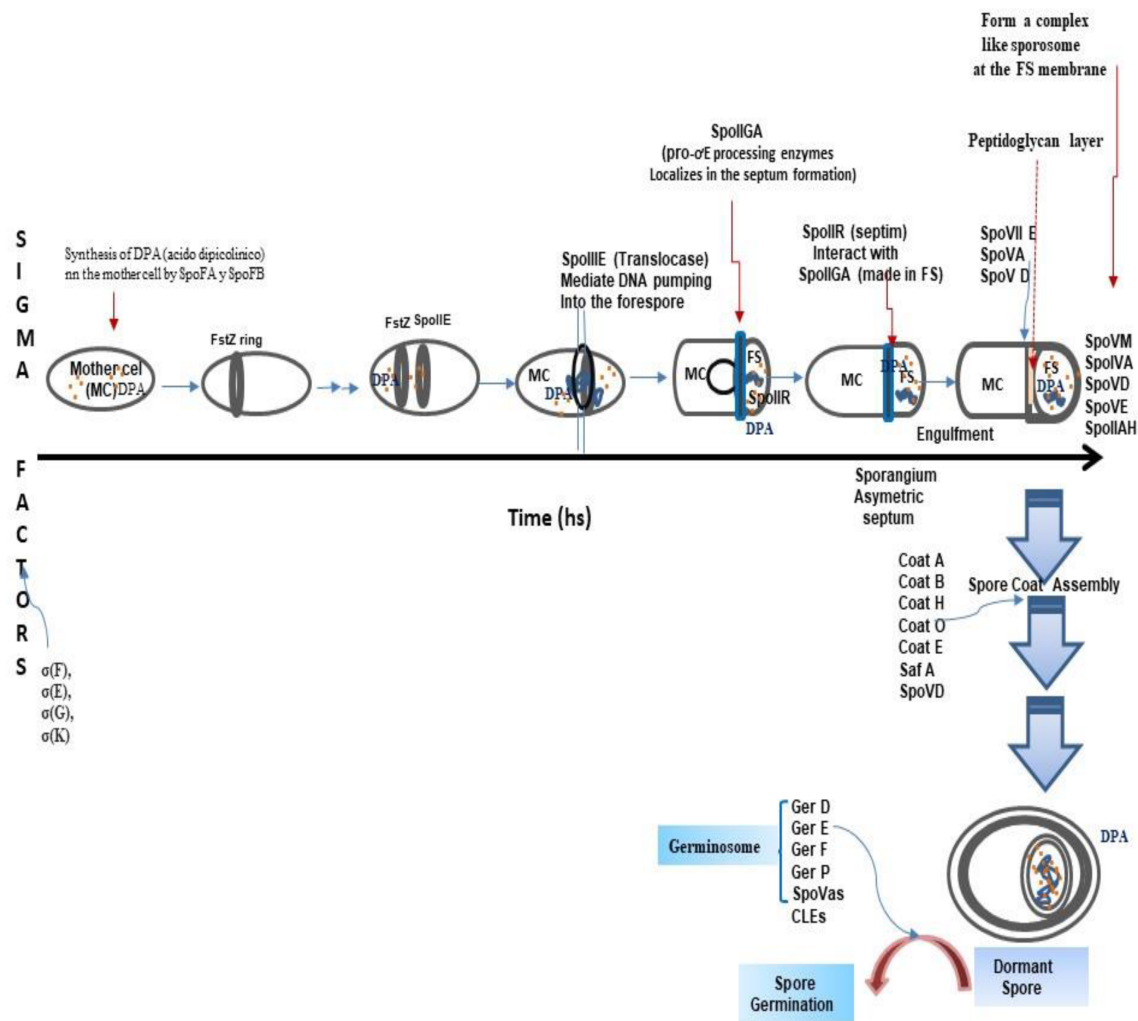 Form a complex
like sporosome
at the FS membrane
SpoIIGA
(pro-σE processing enzymes
Localizes in the septum formation)
Peptidoglycan layer
S
I
G
M
A
Synthesis of DPA (acido dipicolinico)
nn the mother cell by SpoFA y SpoFB
SpoIIIE (Translocase)
Mediate DNA pumping
Into the forespore
SpoIIR (septim)
Interact with
SpoIIGA (made in FS)
SpoVII E
SpoVA
SpoV D
FstZ ring
FstZ SpoIIE
Mother cel
(MC) DPA
DPA
MC
DPA
MC
FS
SpoIIR
DPA
MC
DPA
FS
MC
FS
DPA
SpoVM
SpoIVA
SpoVD
SpoVE
SpoIIAH
Engulfment
F
A
C
T
O
R
S
Time (hs)
Sporangium
Asymetric
septum
Coat A
Coat B
Coat H
Coat O
Coat E
Saf A
SpoVD
Spore Coat Assembly
σ(F),
σ(E),
σ(G),
σ(K)
Germinosome
Ger D
Ger E
Ger F
Ger P
SpoVas
CLEs
DPA
Dormant
Spore
Spore
Germination